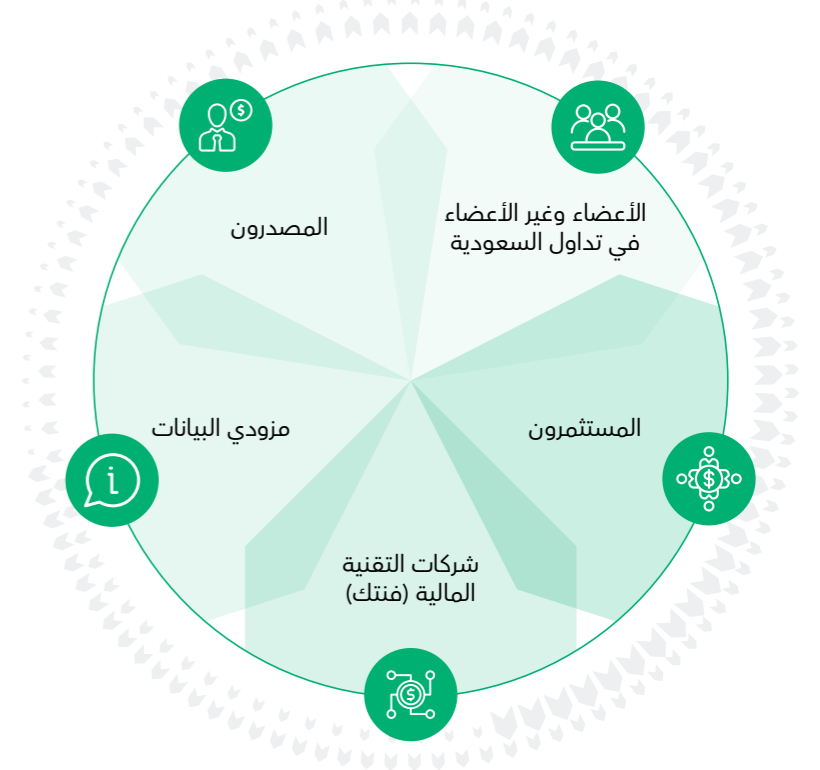 الأعضاء وغير الأعضاء
في تداول السعودية
المصدرون
المستثمرون
مزودي البيانات
شركات التقنية
المالية (فنتك)
$
$
i
$